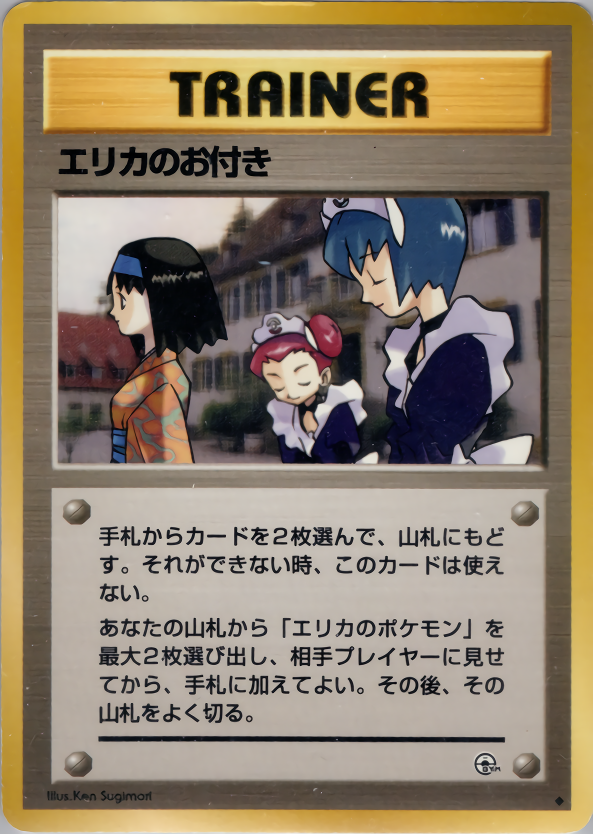 TRAINER
エリカのお付き
手札からカードを２枚選んで、山札にもど
す。それができない時、このカードは使え
ない。
あなたの山札から「エリカのポケモン」を
最大２枚選び出し、相手プレイヤーに見せ
てから、手札に加えてよい。その後、その
山札をよく切る。
GYM
Illus.Ken Sugimori